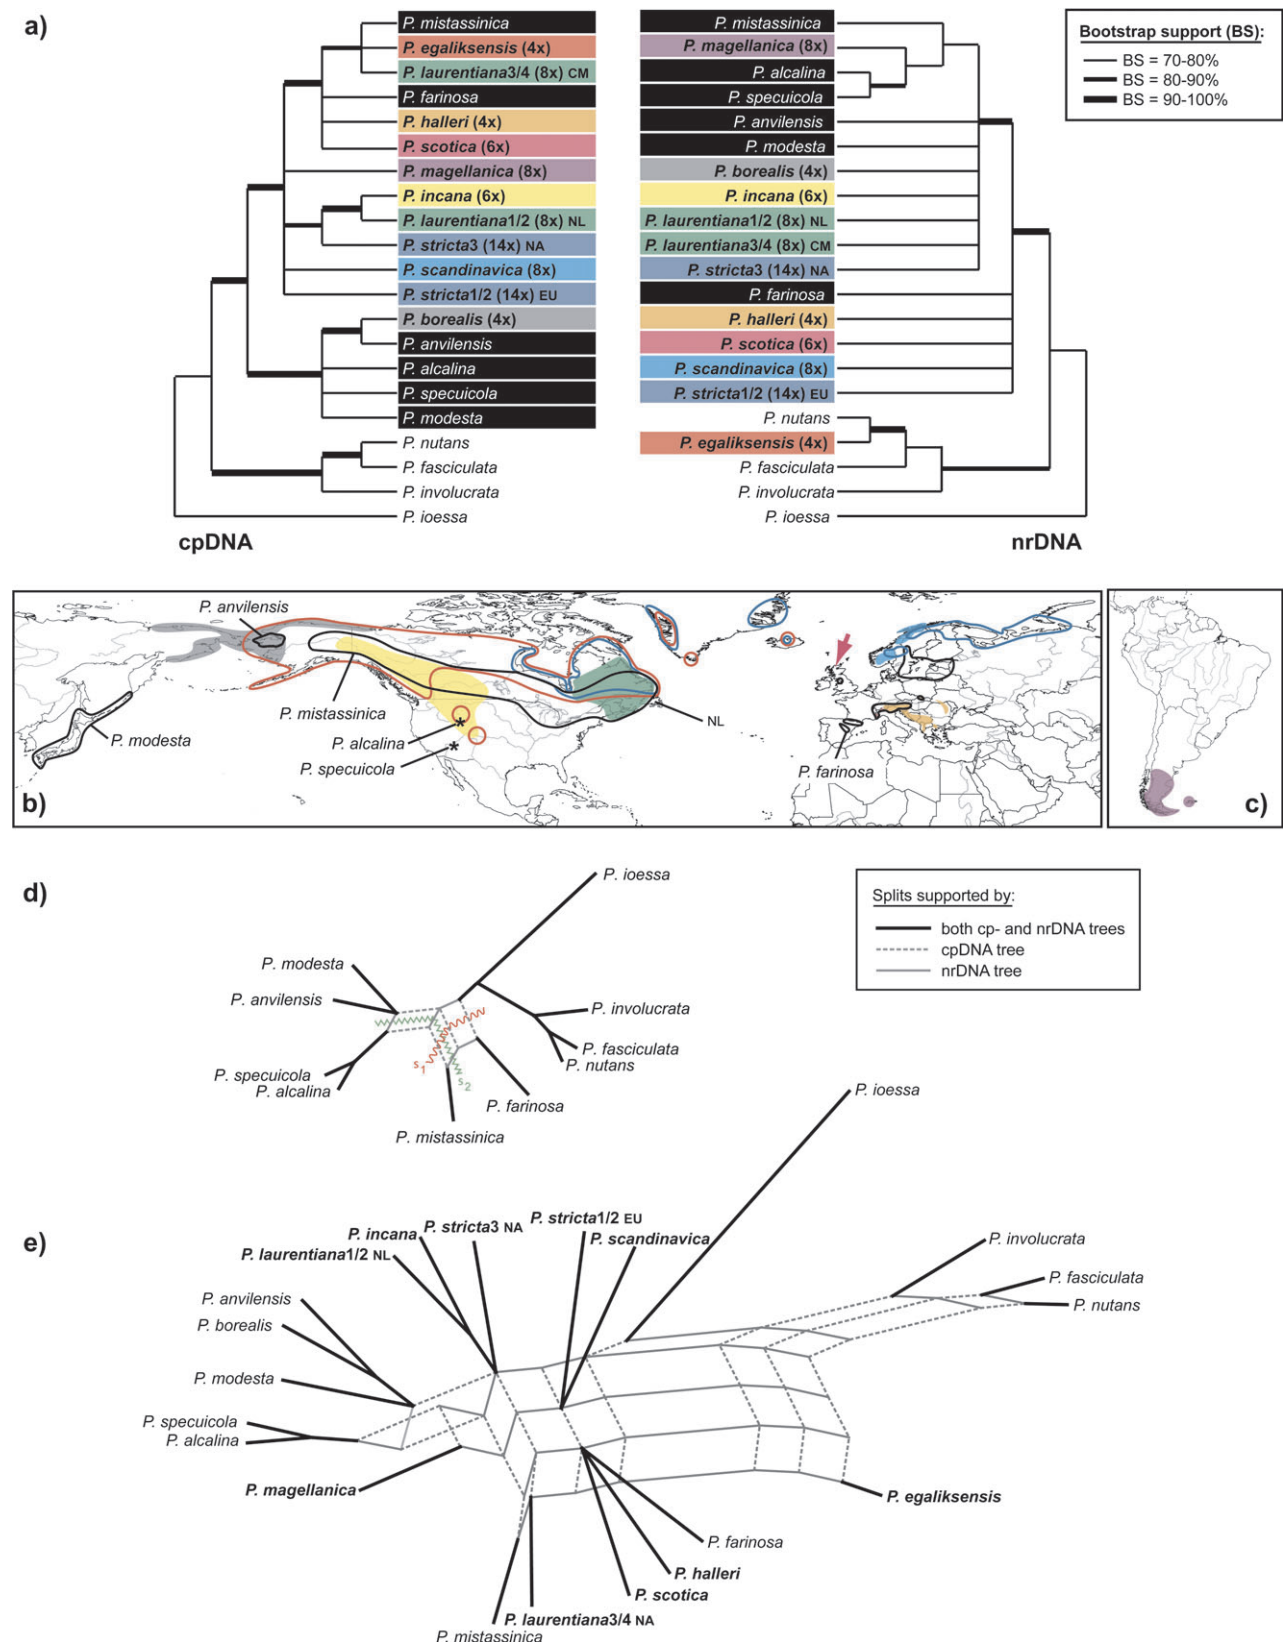 a)
P. mistassinica
P. egaliksensis (4x)
P. laurentiana3/4 (8x) CM
P. farinosa
P. halleri (4x)
P. scotica (6x)
P. magellanica (8x)
P. incana (6x)
P. laurentiana1/2 (8x) NL
P. stricta3 (14x) NA
P. scandinavica (8x)
P. stricta1/2 (14x) EU
P. borealis (4x)
P. anvilensis
P. alcalina
P. specuicola
P. modesta
P. nutans
P. fasciculata
P. involucrata
P. ioessa
cpDNA
P. mistassinica
P. magellanica (8x)
P. alcalina
P. specuicola
P. anvilensis
P. modesta
P. borealis (4x)
P. incana (6x)
P. laurentiana1/2 (8x) NL
P. laurentiana3/4 (8x) CM
P. stricta3 (14x) NA
P. farinosa
P. halleri (4x)
P. scotica (6x)
P. scandinavica (8x)
P. stricta1/2 (14x) EU
P. nutans
P. egaliksensis (4x)
P. fasciculata
P. involucrata
P. ioessa
nrDNA
Bootstrap support (BS):
BS = 70-80%
BS = 80-90%
BS = 90-100%
P. anvilensis
P. mistassinica
NL
P. modesta
P. alcalina
P. specuicola
P. farinosa
b)
c)
d)
P. ioessa
P. modesta
P. anvilensis
P. involucrata
P. fasciculata
P. nutans
P. specuicola
P. alcalina
s1
s2
P. farinosa
P. mistassinica
Splits supported by:
both cp- and nrDNA trees
cpDNA tree
nrDNA tree
e)
P. ioessa
P. stricta1/2 EU
P. stricta3 NA
P. incana
P. scandinavica
P. laurentiana1/2 NL
P. involucrata
P. fasciculata
P. nutans
P. anvilensis
P. borealis
P. modesta
P. specuicola
P. alcalina
P. magellanica
P. egaliksensis
P. farinosa
P. halleri
P. scotica
P. laurentiana3/4 NA
P. mistassinica